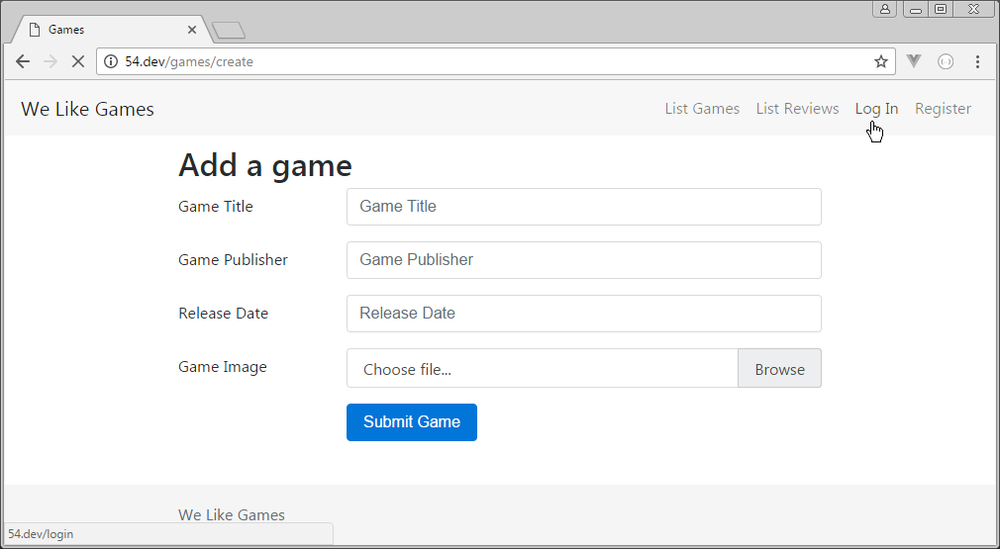 Games
54.dev/games/create
We Like Games List Games List Reviews Log In Register
Add a game
Game Title Game Title
Game Publisher Game Publisher
Release Date Release Date
Game Image Choose file... Browse
Submit Game
We Like Games
54.dev/login